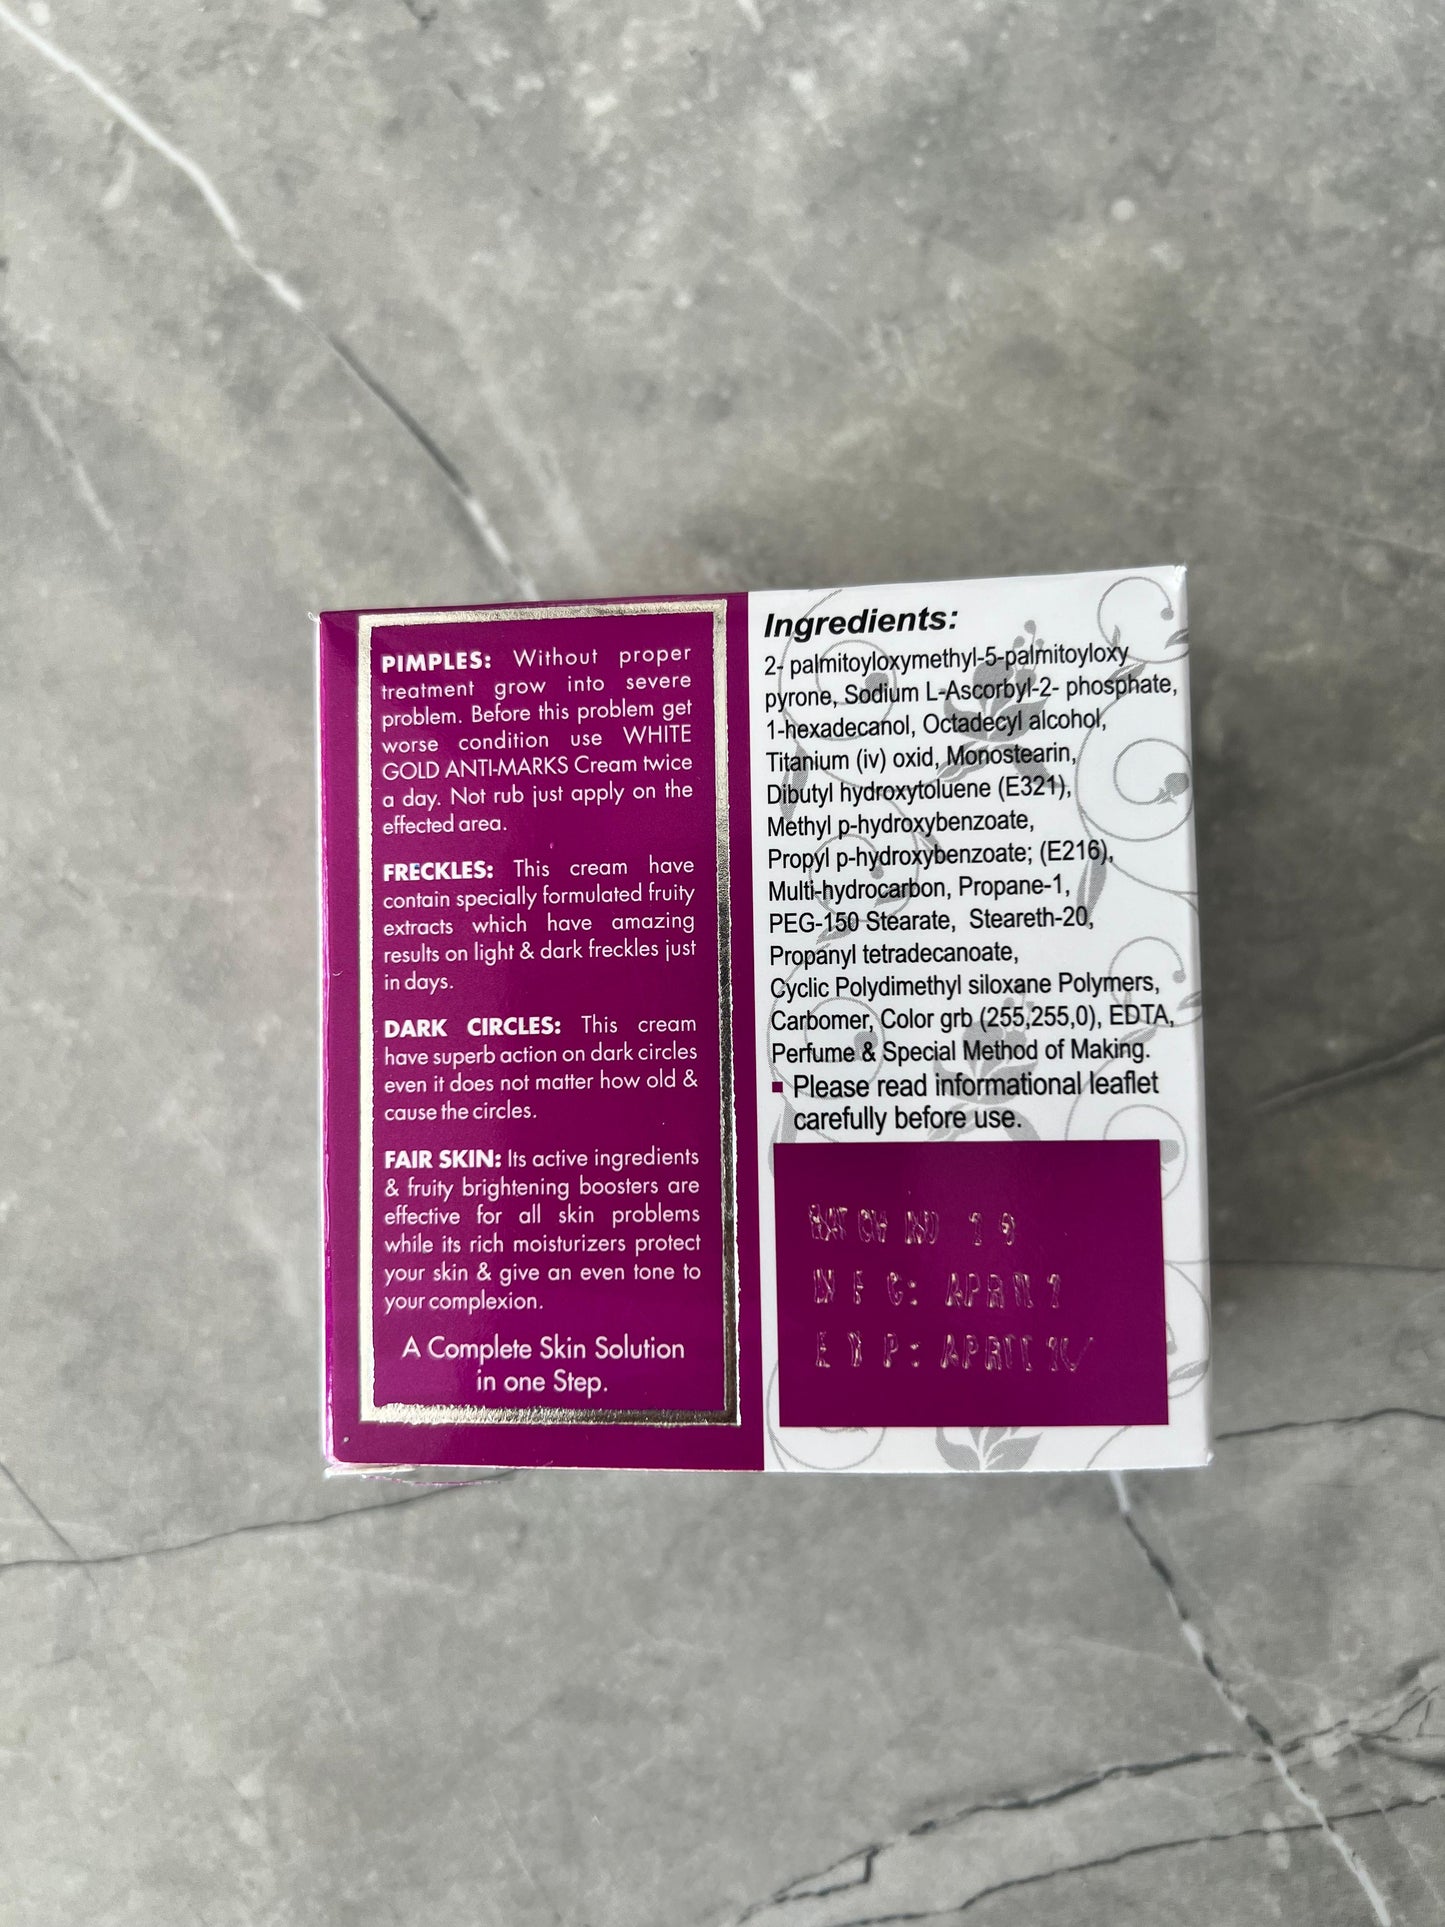 PIMPLES: Without proper
treatment grow into severe
problem. Before this problem get
worse condition use WHITE
GOLD ANTI-MARKS Cream twice
a day. Not rub just apply on the
effected area.
FRECKLES: This cream have
contain specially formulated fruity
extracts which have amazing
results on light & dark freckles just
in days.
DARK CIRCLES: This cream
have superb action on dark circles
even it does not matter how old &
cause the circles.
FAIR SKIN: Its active ingredients
& fruity brightening boosters are
effective for all skin problems
while its rich moisturizers protect
your skin & give an even tone to
your complexion.
A Complete Skin Solution
in one Step.
Ingredients:
2- palmitoyloxymethyl-5-palmitoyloxy
pyrone, Sodium L-Ascorbyl-2- phosphate,
1-hexadecanol, Octadecyl alcohol,
Titanium (iv) oxid, Monostearin,
Dibutyl hydroxytoluene (E321),
Methyl p-hydroxybenzoate,
Propyl p-hydroxybenzoate; (E216),
Multi-hydrocarbon, Propane-1,
PEG-150 Stearate, Steareth-20,
Propanyl tetradecanoate,
Cyclic Polydimethyl siloxane Polymers,
Carbomer, Color grb (255,255,0), EDTA,
Perfume & Special Method of Making.
▪ Please read informational leaflet
carefully before use.
BATCH NO
MFG:
EXP: